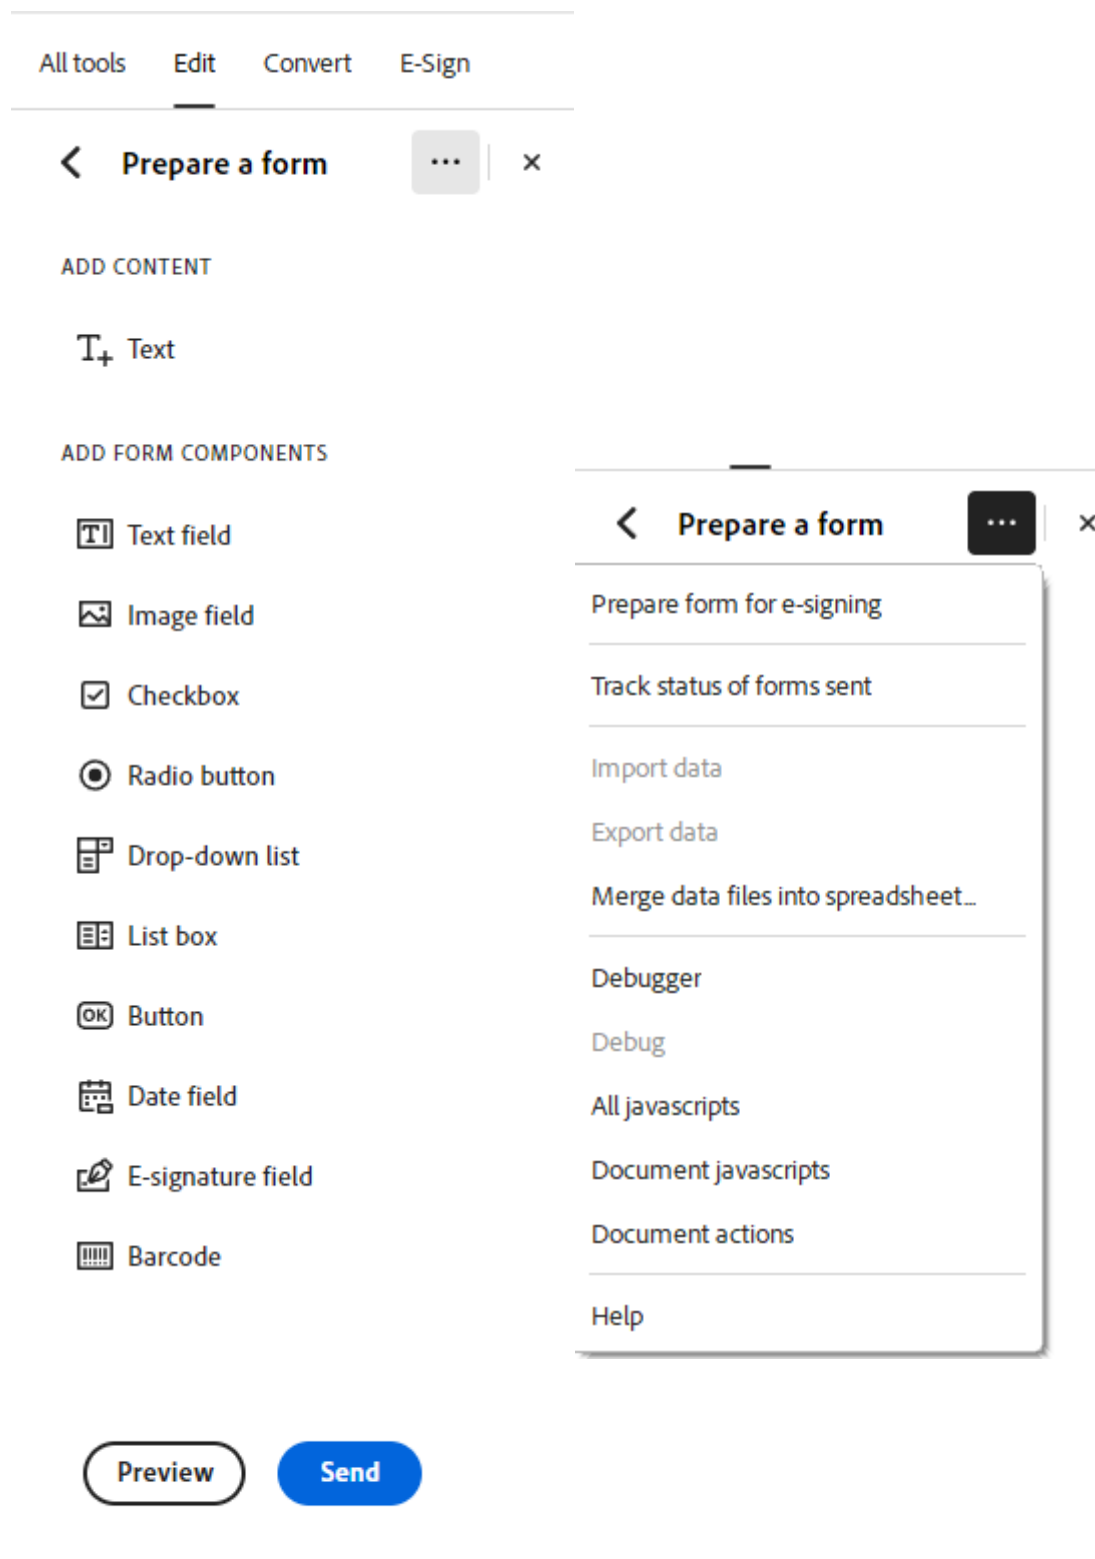 All tools Edit Convert E-Sign
Prepare a form
ADD CONTENT
Text
ADD FORM COMPONENTS
Text field
Image field
Checkbox
Radio button
Drop-down list
List box
OK Button
Date field
E-signature field
Barcode
Preview Send
Prepare a form
Prepare form for e-signing
Track status of forms sent
Import data
Export data
Merge data files into spreadsheet...
Debugger
Debug
All javascripts
Document javascripts
Document actions
Help